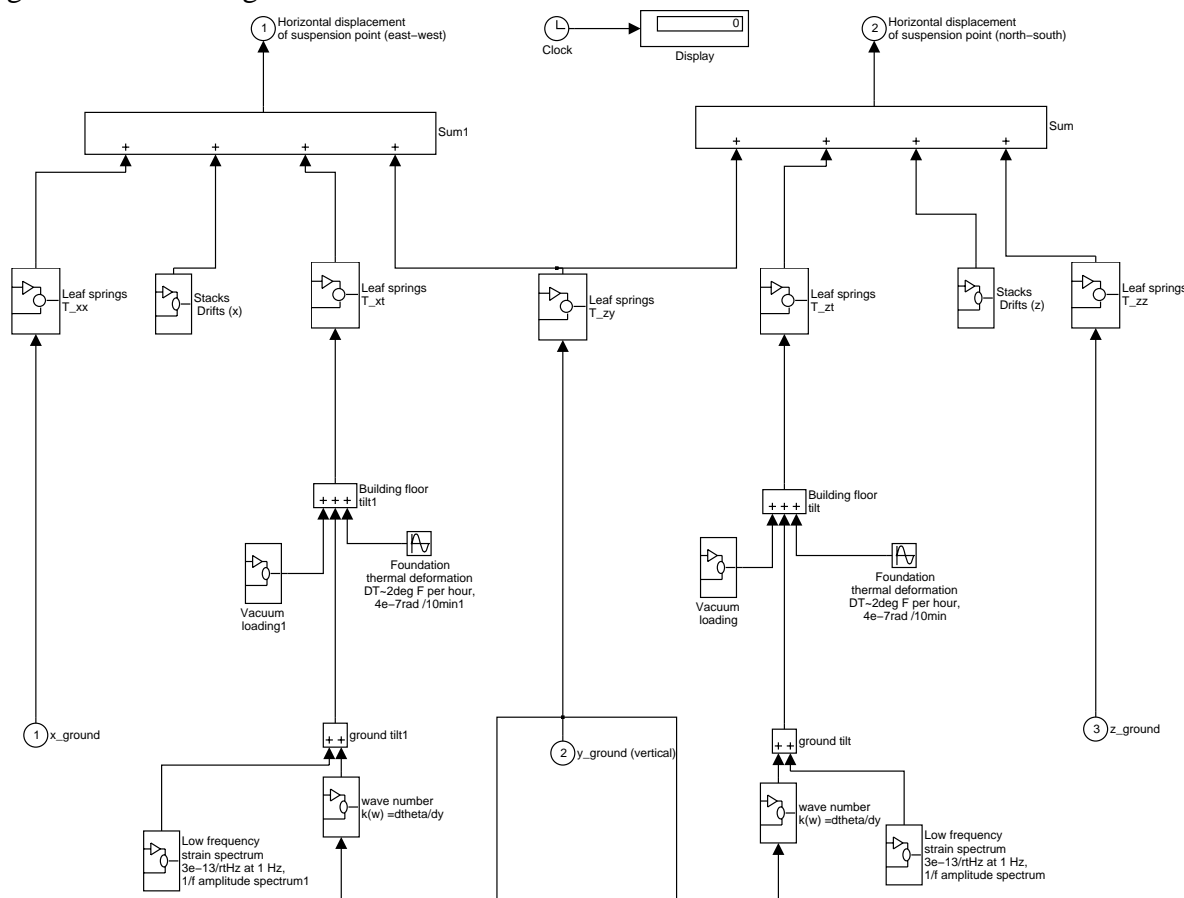 1
Horizontal displacement
of suspension point (east−west)
Clock
0
Display
2
Horizontal displacement
of suspension point (north−south)
+
+
+
+
Sum1
+
+
+
+
Sum
Leaf springs
T_xx
Stacks
Drifts (x)
Leaf springs
T_xt
Leaf springs
T_zy
Leaf springs
T_zt
Stacks
Drifts (z)
Leaf springs
T_zz
+ + +
Building floor
tilt1
+ + +
Building floor
tilt
Vacuum
loading1
Foundation
thermal deformation
DT~2deg F per hour,
4e−7rad /10min1
Vacuum
loading
Foundation
thermal deformation
DT~2deg F per hour,
4e−7rad /10min
1
x_ground
+ +
ground tilt1
2
y_ground (vertical)
+ +
ground tilt
3
z_ground
wave number
k(w) =dtheta/dy
wave number
k(w) =dtheta/dy
Low frequency
strain spectrum
3e−13/rtHz at 1 Hz,
1/f amplitude spectrum1
Low frequency
strain spectrum
3e−13/rtHz at 1 Hz,
1/f amplitude spectrum